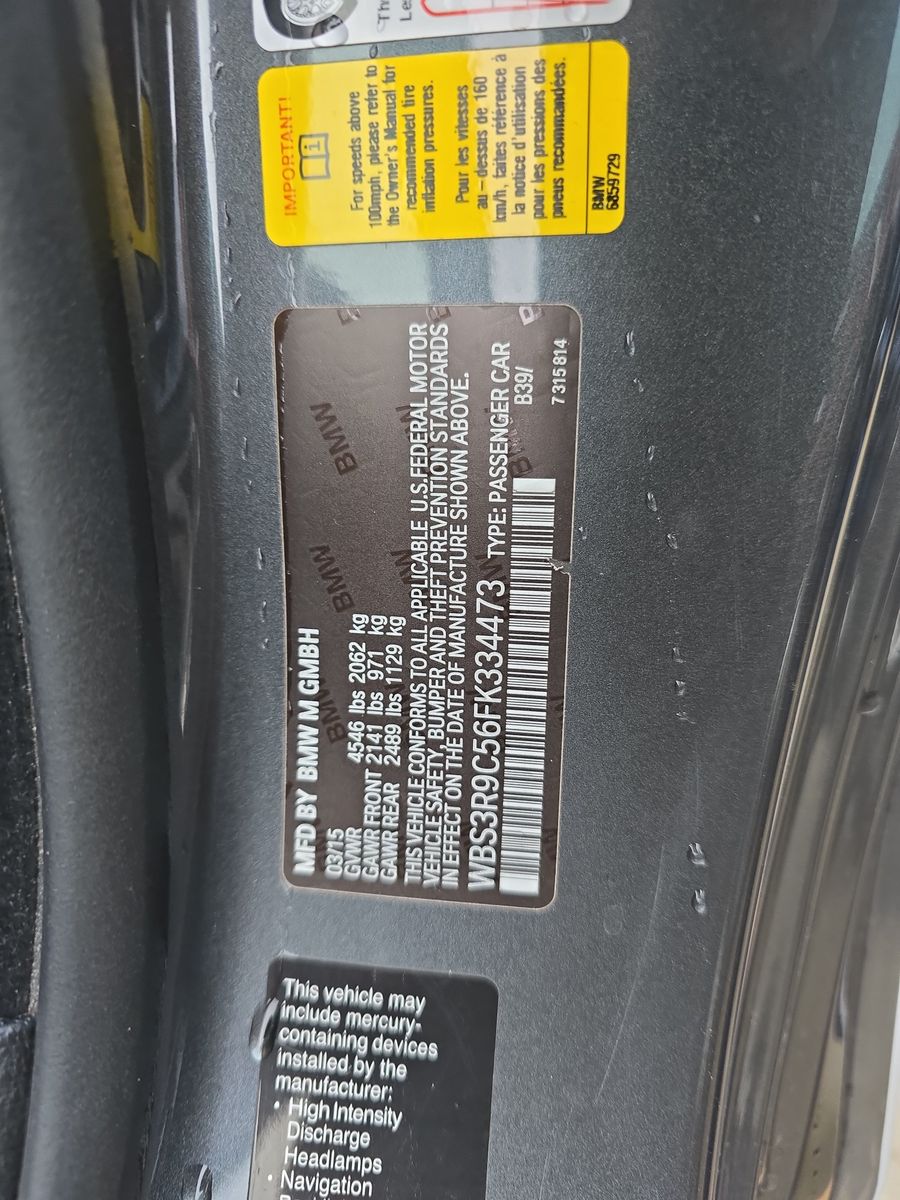 IMPORTANT!
For speeds above
100mph, please refer to
the Owner's Manual for
recommended tire
inflation pressures.
Pour les vitesses
au-dessus de 160
km/h, faites référence à
la notice d'utilisation
pour les pressions des
pneus recommandées.
BMW
6859729
MFD BY BMW M GMBH
03/15
GVWR 4546 lbs 2062 kg
GAWR FRONT 2141 lbs 971 kg
GAWR REAR 2489 lbs 1129 kg
THIS VEHICLE CONFORMS TO ALL APPLICABLE U.S.FEDERAL MOTOR
VEHICLE SAFETY, BUMPER AND THEFT PREVENTION STANDARDS
IN EFFECT ON THE DATE OF MANUFACTURE SHOWN ABOVE.
WBS3R9C56FK334473 TYPE: PASSENGER CAR
B39/
7 315 814
BMW
BMW
BMW
This vehicle may
include mercury-
containing devices
installed by the
manufacturer:
• High Intensity
Discharge
Headlamps
• Navigation